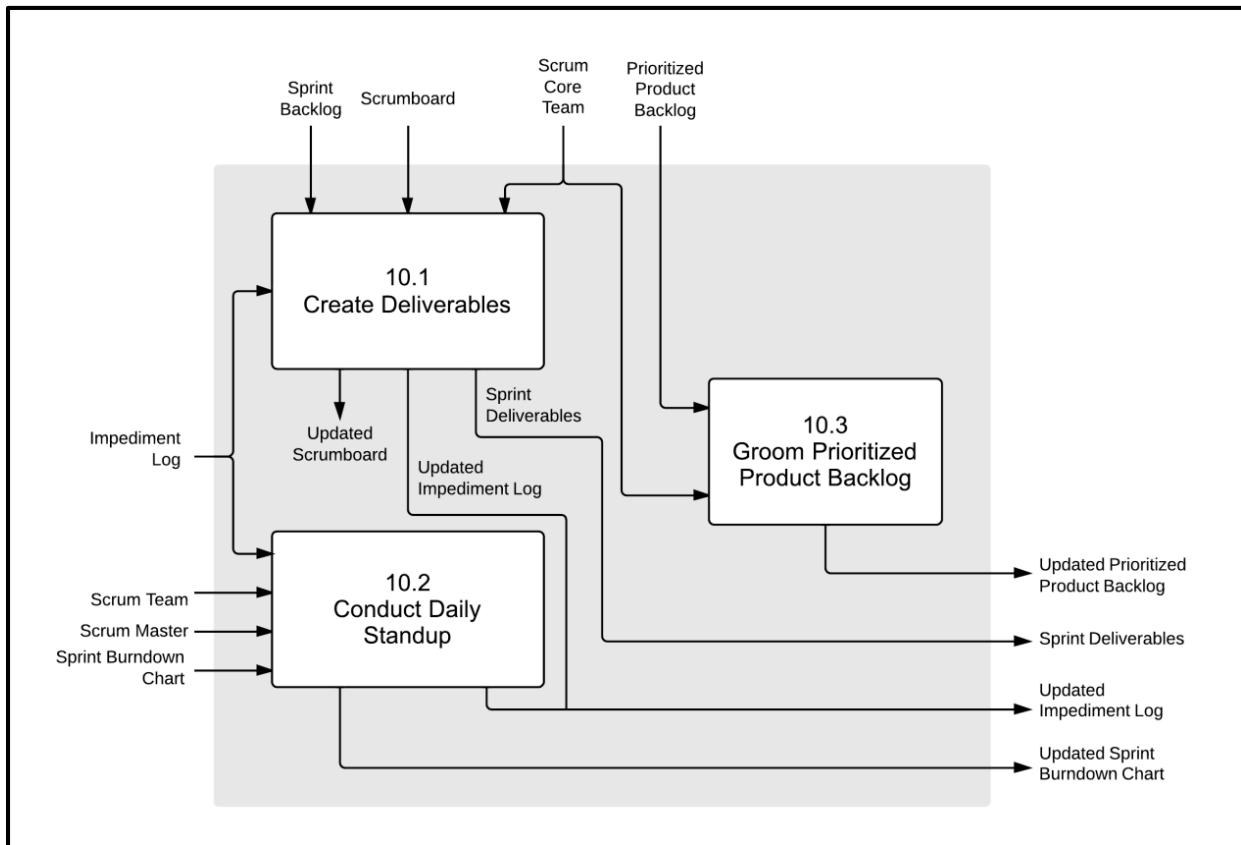 Sprint
Backlog
Scrumboard
Scrum
Core
Team
Prioritized
Product
Backlog
10.1
Create Deliverables
Sprint
Deliverables
Updated
Scrumboard
Updated
Impediment Log
Impediment
Log
10.3
Groom Prioritized
Product Backlog
10.2
Conduct Daily
Standup
Scrum Team
Scrum Master
Sprint Burndown
Chart
Updated Prioritized
Product Backlog
Sprint Deliverables
Updated
Impediment Log
Updated Sprint
Burndown Chart